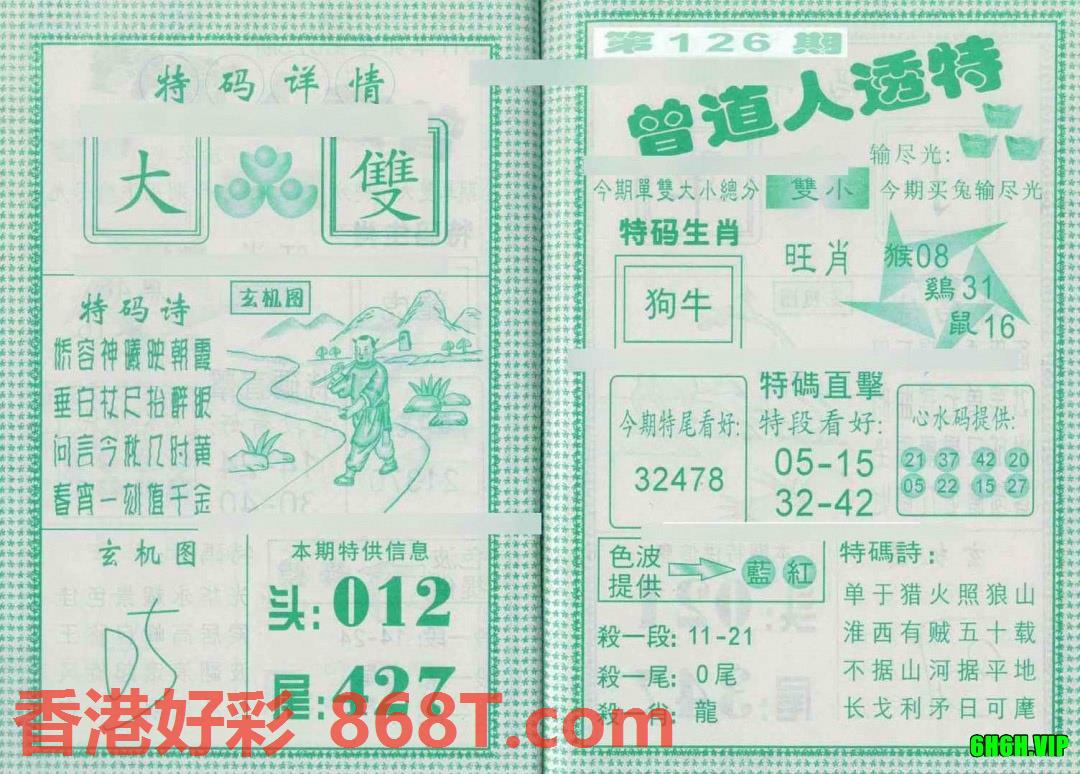 特码详情
大 雙
特码诗
娇容神曦映朝霞
垂白杖尺抬醉眼
问言今秋几时黄
春宵一刻值千金
玄机图
玄机图
本期特供信息
头:012
尾:427
香港好彩 868T.com
第126期
曾道人透特
输尽光:
今期單雙大小總分 雙小
今期买兔输尽光
特码生肖
狗牛
旺肖
猴08
鷄31
鼠16
今期特尾看好:
32478
特碼直擊
特段看好:
05-15
32-42
心水码提供:
21 37 42 20
05 22 15 27
色波
提供
藍 紅
殺一段: 11-21
殺一尾: 0尾
殺一肖: 龍
特碼詩:
单于猎火照狼山
淮西有贼五十载
不据山河据平地
长戈利矛日可麾
6H6H.VIP